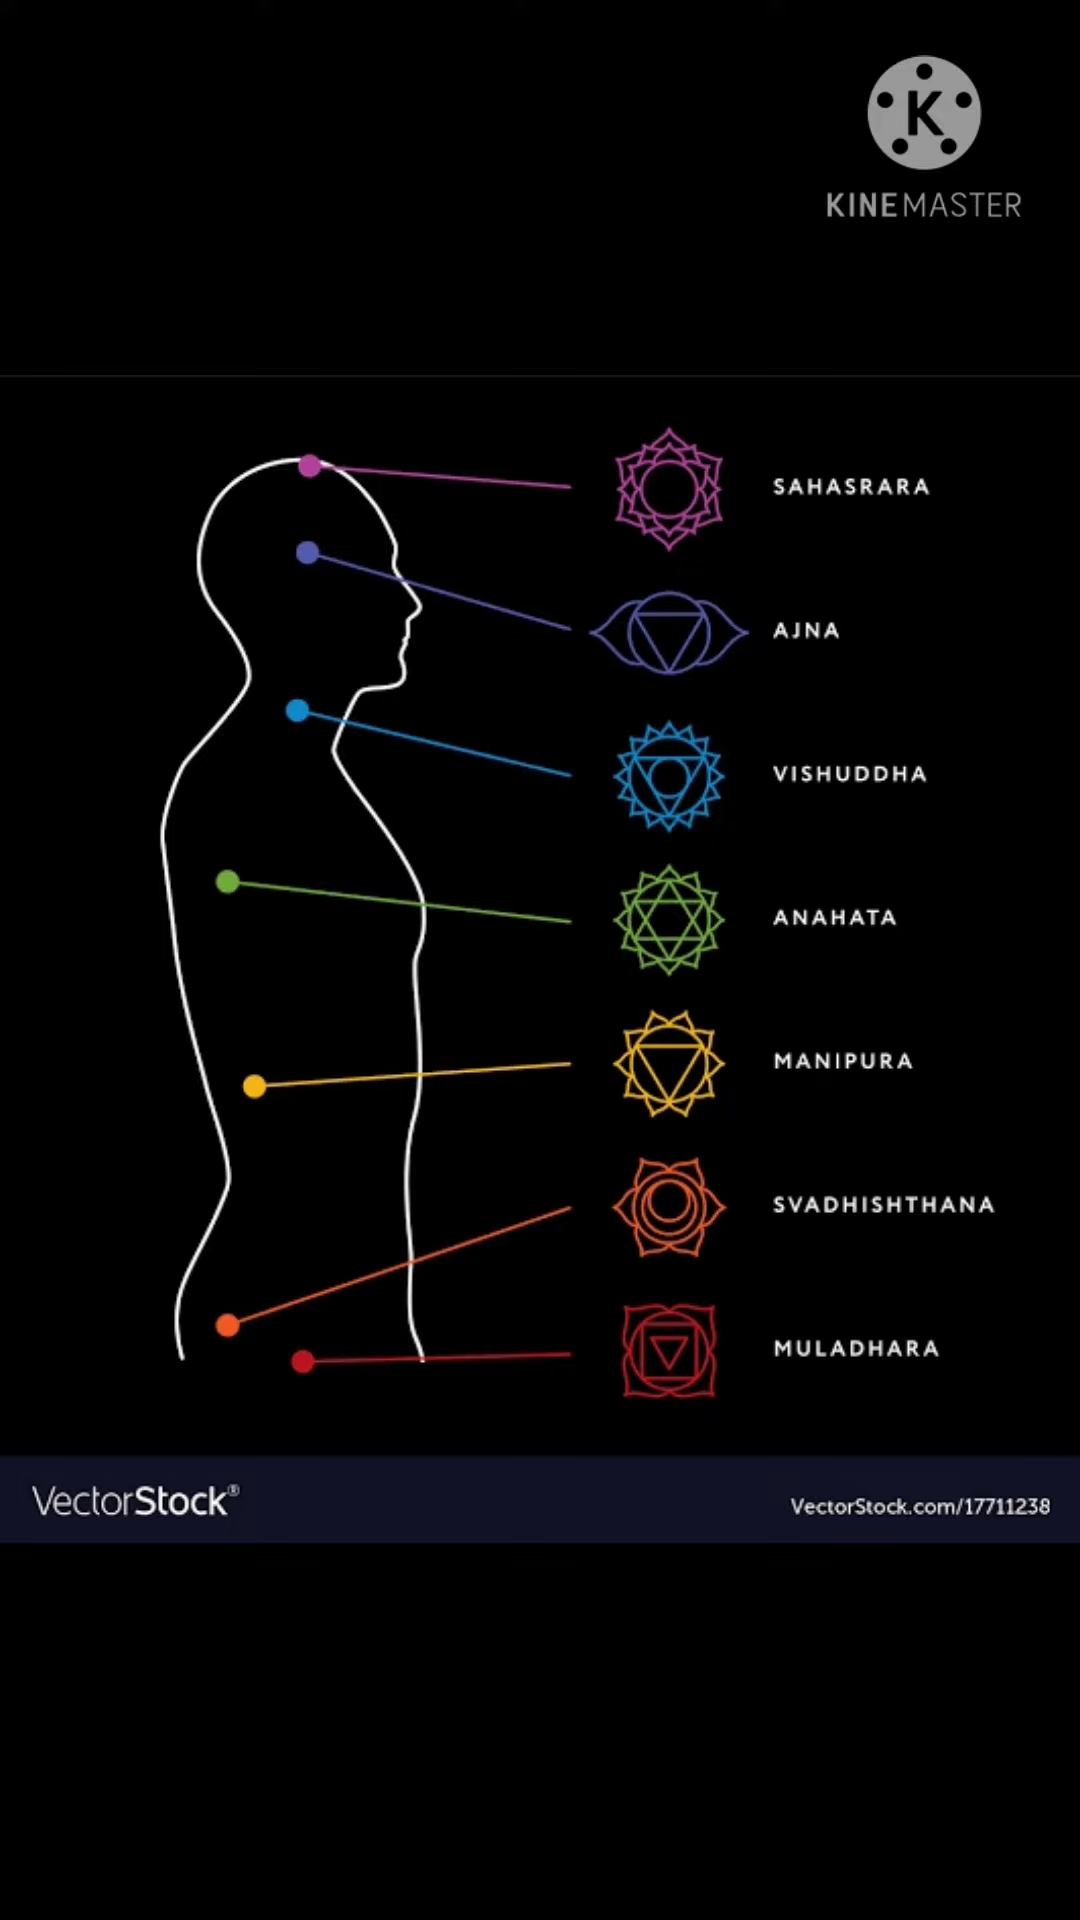 K
KINEMASTER
SAHASRARA
AJNA
VISHUDDHA
ANAHATA
MANIPURA
SVADHISHTHANA
MULADHARA
VectorStock®
VectorStock.com/17711238